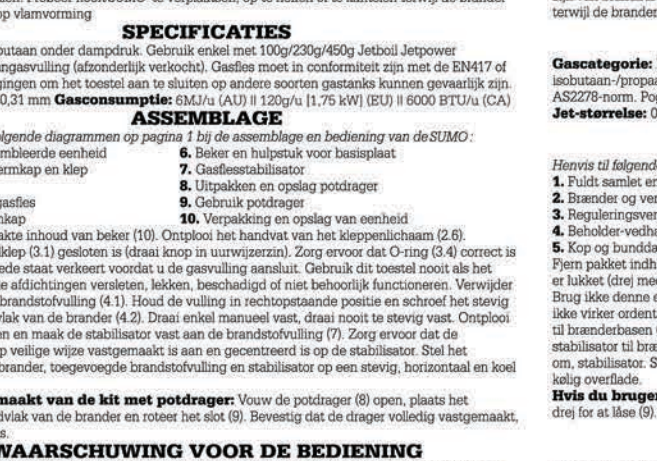 op vlamvorming
SPECIFICATIES
butaan onder dampdruk. Gebruik enkel met 100g/230g/450g Jetboil Jetpower
ngasvulling (afzonderlijk verkocht). Gasfles moet in conformiteit zijn met de EN417 of
gingen om het toestel aan te sluiten op andere soorten gastanks kunnen gevaarlijk zijn.
0,31 mm Gasconsumptie: 6MJ/u (AU) II 120g/u [1,75 kW] (EU) II 6000 BTU/u (CA)
ASSEMBLAGE
lgende diagrammen op pagina 1 bij de assemblage en bediening van de SUMO:
mbleerde eenheid
ermkap en klep
gasfles
nkap
6. Beker en hulpstuk voor basisplaat
7. Gasflesstabilisator
8. Uitpakken en opslag potdrager
9. Gebruik potdrager
10. Verpakking en opslag van eenheid
akte inhoud van beker (10). Ontplooi het handvat van het kleppenlichaam (2.6).
klep (3.1) gesloten is (draai knop in uurwijzerzin). Zorg ervoor dat O-ring (3.4) correct is
ede staat verkeert voordat u de gasvulling aansluit. Gebruik dit toestel nooit als het
e afdichtingen versleten, lekken, beschadigd of niet behoorlijk functioneren. Verwijder
brandstofvulling (4.1). Houd de vulling in rechtopstaande positie en schroef het stevig
lak van de brander (4.2). Draai enkel manueel vast, draai nooit te stevig vast. Ontplooi
en en maak de stabilisator vast aan de brandstofvulling (7). Zorg ervoor dat de
p veilige wijze vastgemaakt is aan en gecentreerd is op de stabilisator. Stel het
brander, toegevoegde brandstofvulling en stabilisator op een stevig, horizontaal en koel
maakt van de kit met potdrager: Vouw de potdrager (8) open, plaats het
dvlak van de brander en roteer het slot (9). Bevestig dat de drager volledig vastgemaakt,
s.
WAARSCHUWING VOOR DE BEDIENING
terwijl de brander
Gascategorie:
isobutaan-/propaa
AS2278-norm. Pog
Jet-størrelse: 0
Henvis til følgende
1. Fuldt samlet en
2. Brænder og ver
3. Reguleringsver
4. Beholder-vedhæ
5. Kop og bundda
Fjern pakket indh
er lukket (drej med
Brug ikke denne e
ikke virker ordent
til brænderbasen
stabilisator til bræ
om, stabilisator. S
kølig overflade.
Hvis du bruger
drej for at låse (9).